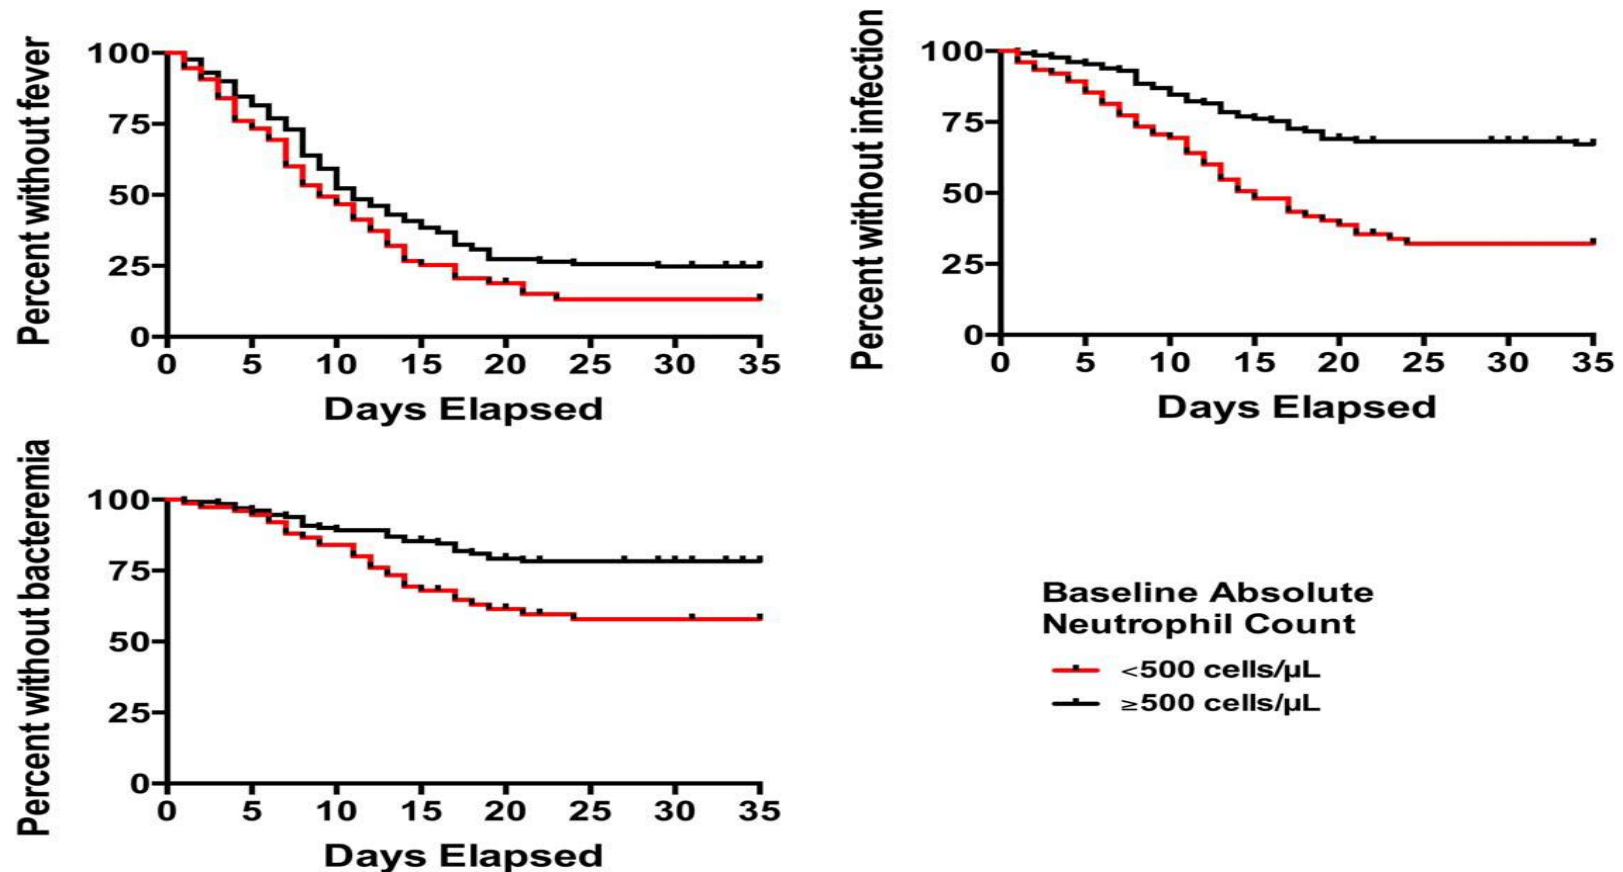 Percent without fever
100
75
50
25
0
0 5 10 15 20 25 30 35
Days Elapsed
Percent without infection
100
75
50
25
0
0 5 10 15 20 25 30 35
Days Elapsed
Percent without bacteremia
100
75
50
25
0
0 5 10 15 20 25 30 35
Days Elapsed
Baseline Absolute
Neutrophil Count
<500 cells/µL
≥500 cells/µL